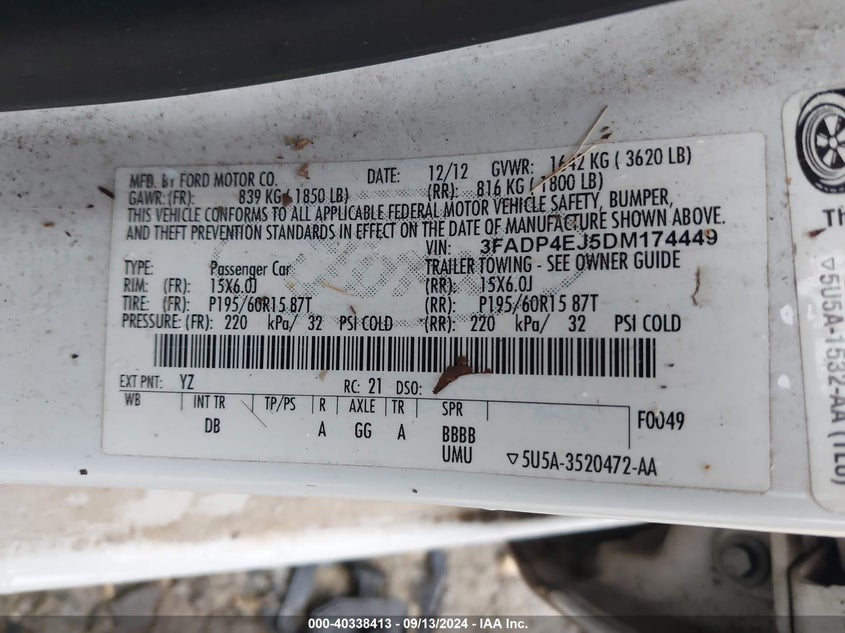 MFD. BY FORD MOTOR CO. DATE: 12/12 GVWR: 1642 KG ( 3620 LB)
GAWR: (FR): 839 KG ( 1850 LB) (RR): 816 KG ( 1800 LB)
THIS VEHICLE CONFORMS TO ALL APPLICABLE FEDERAL MOTOR VEHICLE SAFETY, BUMPER,
AND THEFT PREVENTION STANDARDS IN EFFECT ON THE DATE OF MANUFACTURE SHOWN ABOVE.
VIN: 3FADP4EJ5DM174449
TYPE: Passenger Car TRAILER TOWING - SEE OWNER GUIDE
RIM: (FR): 15X6.0J (RR): 15X6.0J
TIRE: (FR): P195/60R15 87T (RR): P195/60R15 87T
PRESSURE: (FR): 220 kPa/ 32 PSI COLD (RR): 220 kPa/ 32 PSI COLD
EXT PNT: YZ RC: 21 DSO:
WB INT TR TP/PS R AXLE TR SPR F0049
DB A GG A BBBB
UMU ▽5U5A-3520472-AA
Th
▽5U5A-1532-AA (TL6)
000-40338413 - 09/13/2024 - IAA Inc.